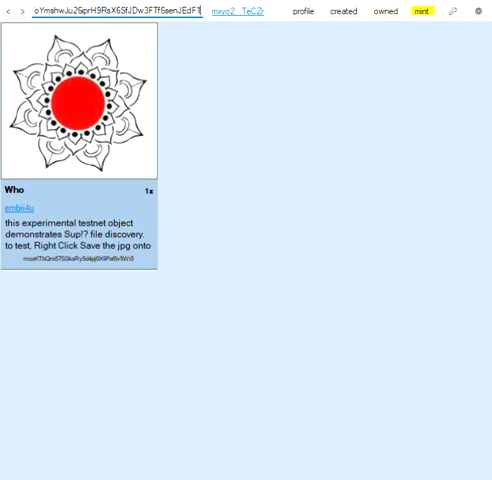 < > mxyo2...TeCZr profile created owned mint
Who 1x
embii4u
this experimental testnet object
demonstrates Sup!? file discovery.
to test, Right Click Save the jpg onto